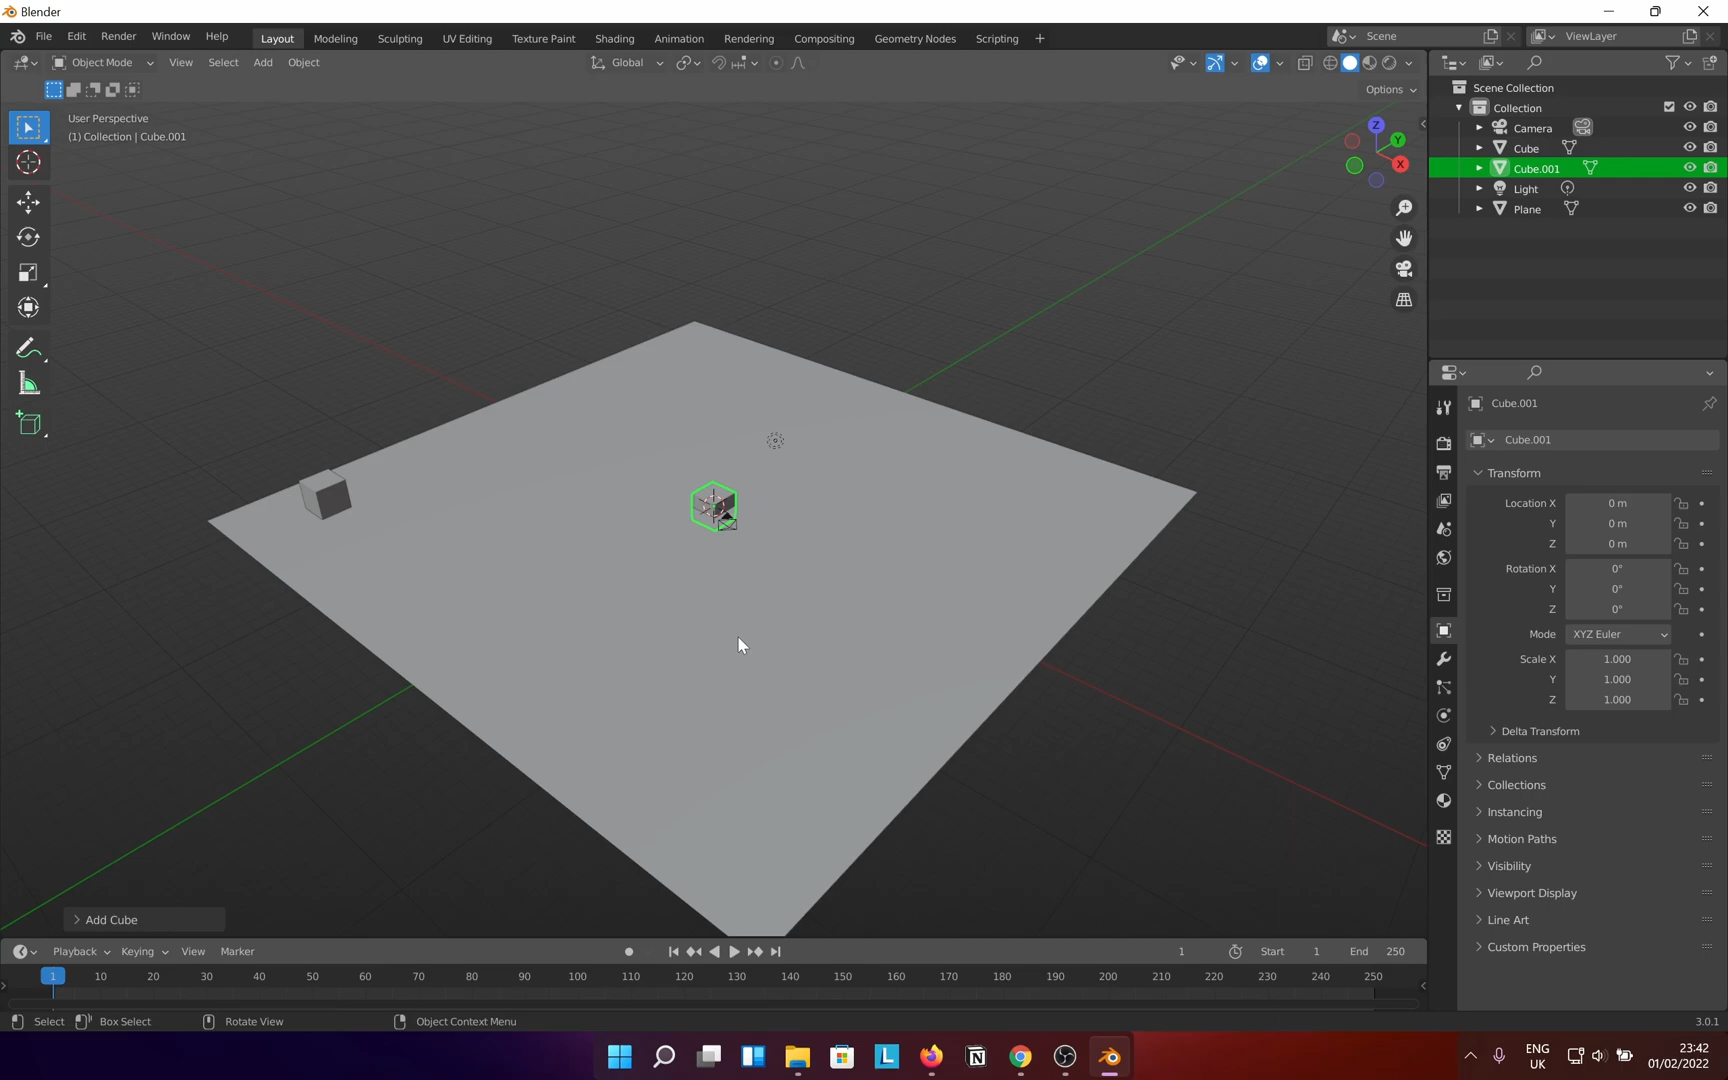 Blender
File Edit Render Window Help Layout Modeling Sculpting UV Editing Texture Paint Shading Animation Rendering Compositing Geometry Nodes Scripting + Scene ViewLayer
Object Mode View Select Add Object Global
Options
User Perspective
(1) Collection | Cube.001
Z
Y
X
Scene Collection
Collection
Camera
Cube
Cube.001
Light
Plane
Cube.001
Cube.001
Transform
Location X 0 m
Y 0 m
Z 0 m
Rotation X 0°
Y 0°
Z 0°
Mode XYZ Euler
Scale X 1.000
Y 1.000
Z 1.000
Delta Transform
Relations
Collections
Instancing
Motion Paths
Visibility
Viewport Display
Line Art
Custom Properties
Add Cube
Playback Keying View Marker 1 Start 1 End 250
1 10 20 30 40 50 60 70 80 90 100 110 120 130 140 150 160 170 180 190 200 210 220 230 240 250
Select Box Select Rotate View Object Context Menu 3.0.1
L N
ENG
UK
23:42
01/02/2022